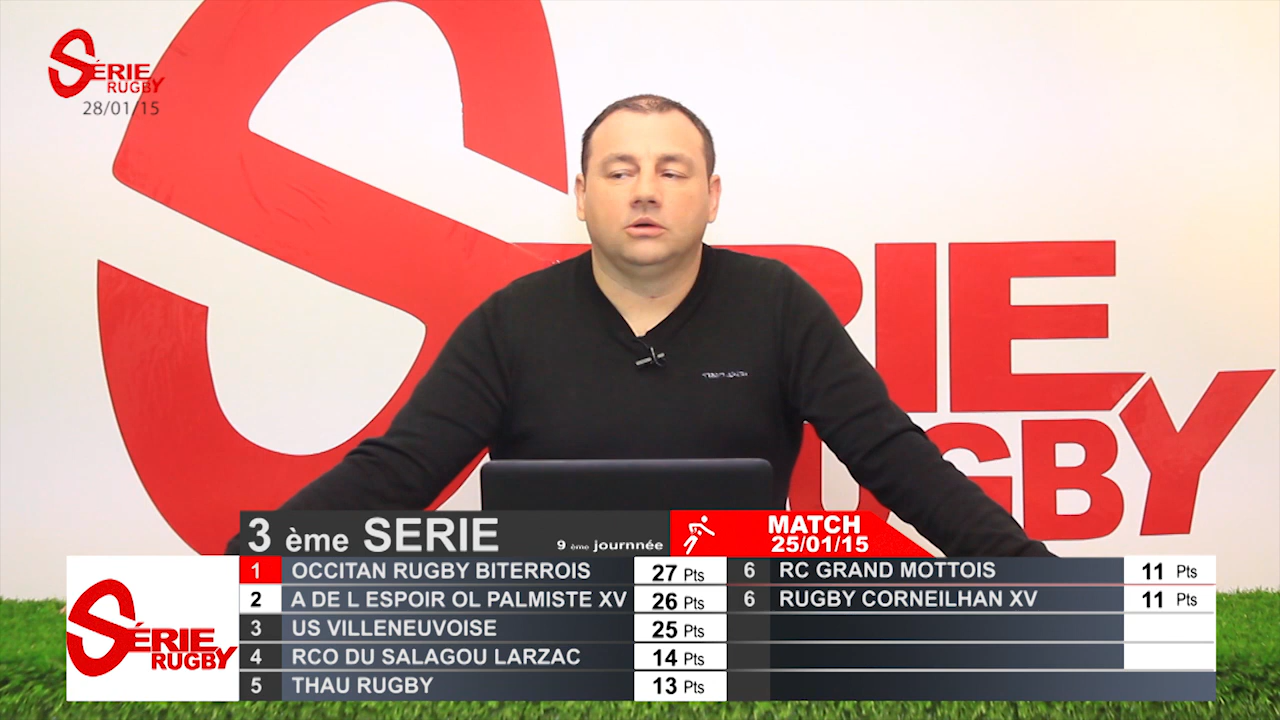 SÉRIE
RUGBY
28/01/15
SÉRIE
RUGBY
3 ème SERIE
9 ème journnée
MATCH
25/01/15
1 OCCITAN RUGBY BITERROIS 27 Pts
2 A DE L ESPOIR OL PALMISTE XV 26 Pts
3 US VILLENEUVOISE 25 Pts
4 RCO DU SALAGOU LARZAC 14 Pts
5 THAU RUGBY 13 Pts
6 RC GRAND MOTTOIS 11 Pts
6 RUGBY CORNEILHAN XV 11 Pts
SÉRIE
RUGBY